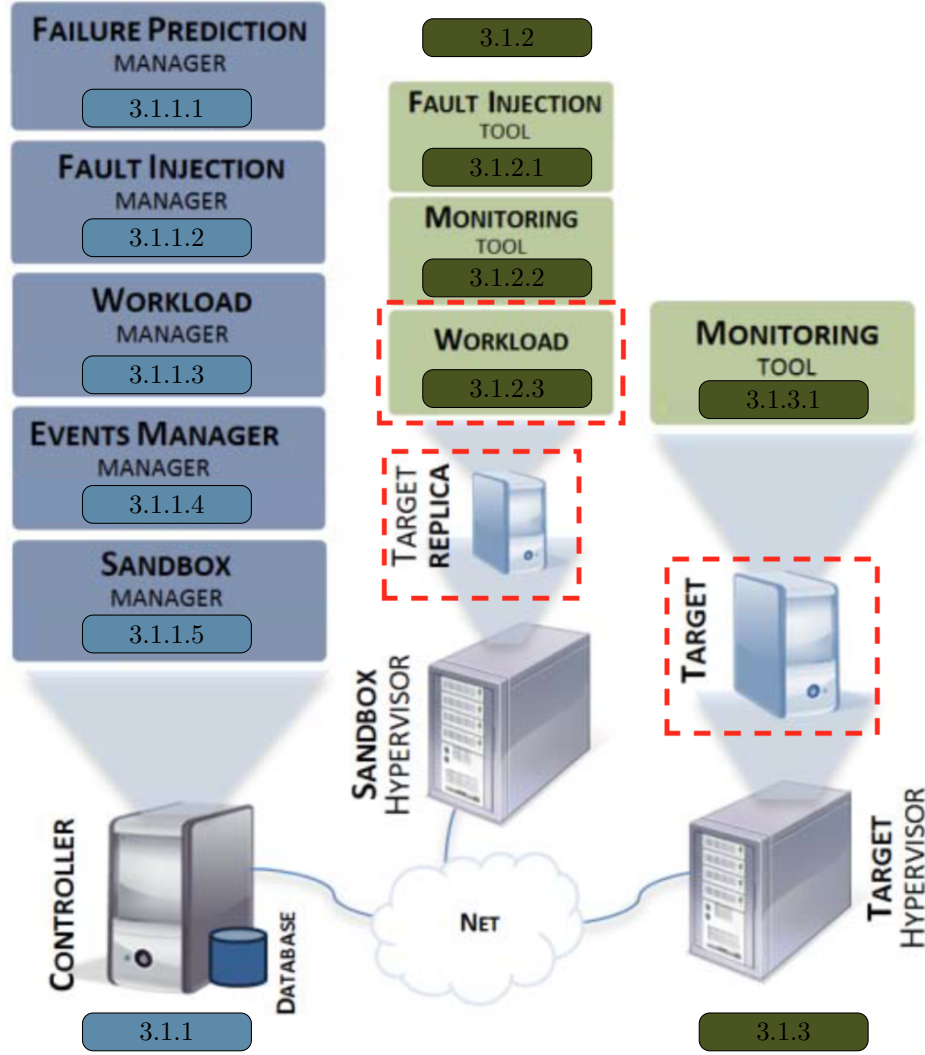 FAILURE PREDICTION
MANAGER
3.1.1.1
FAULT INJECTION
MANAGER
3.1.1.2
WORKLOAD
MANAGER
3.1.1.3
EVENTS MANAGER
MANAGER
3.1.1.4
SANDBOX
MANAGER
3.1.1.5
CONTROLLER
DATABASE
3.1.1
3.1.2
FAULT INJECTION
TOOL
3.1.2.1
MONITORING
TOOL
3.1.2.2
WORKLOAD
3.1.2.3
TARGET
REPLICA
SANDBOX
HYPERVISOR
NET
MONITORING
TOOL
3.1.3.1
TARGET
TARGET
HYPERVISOR
3.1.3